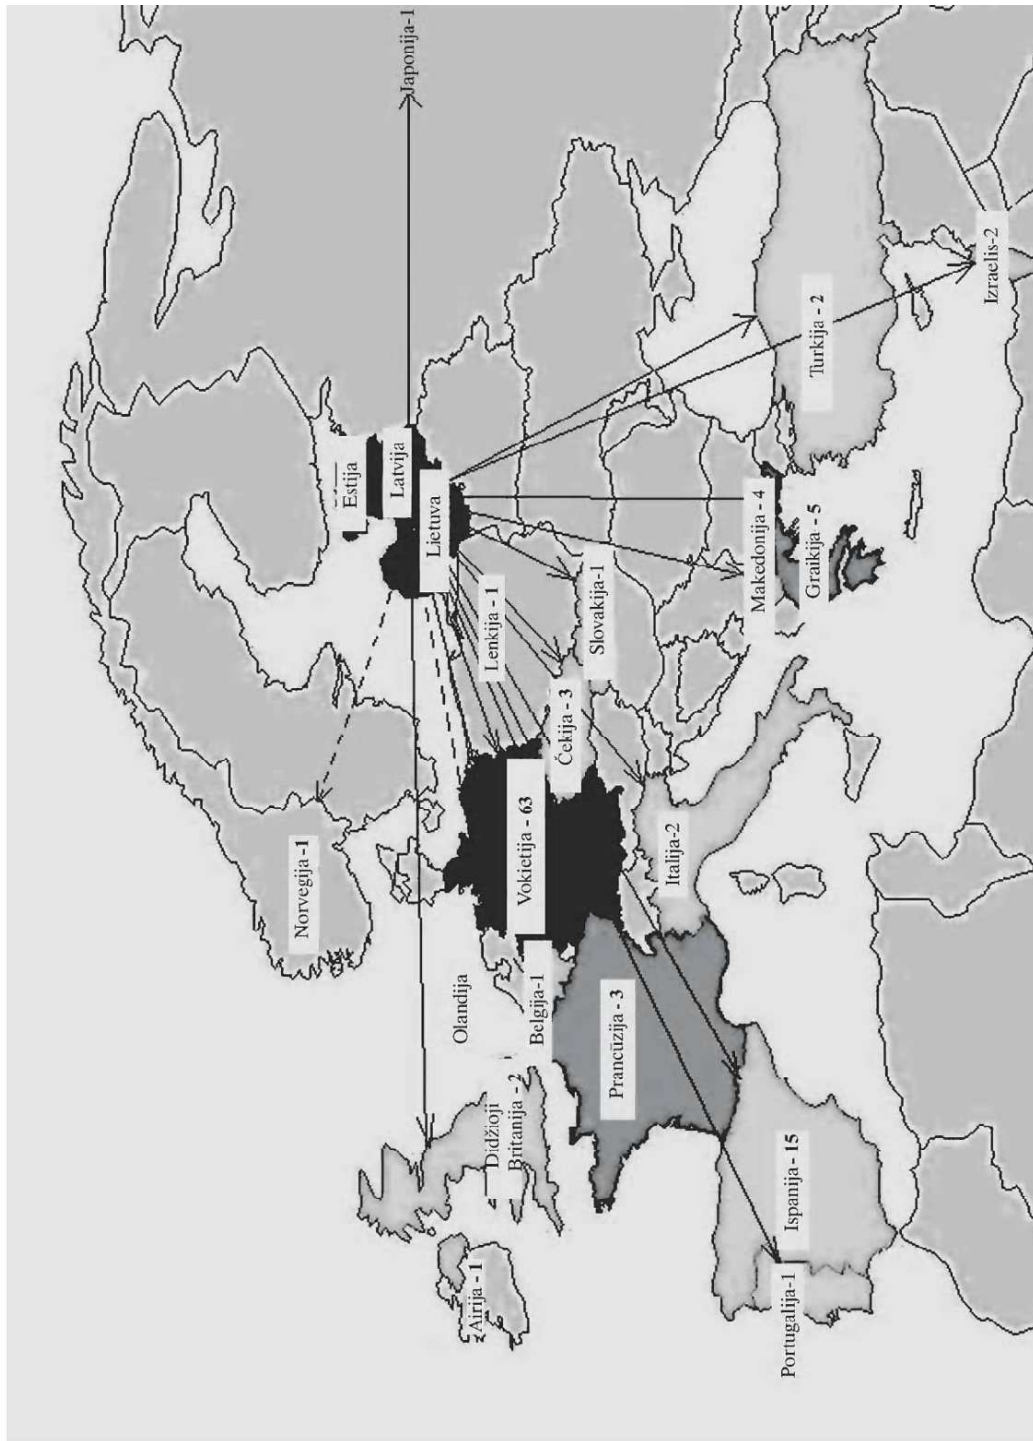 Norvegija -1
Japonija-1
Estija
Latvija
Lietuva
Airija - 1
Didžioji
Britanija - 2
Olandija
Lenkija - 1
Belgija-1
Vokietija - 63
Čekija - 3
Slovakija-1
Prancūzija - 3
Italija-2
Makedonija - 4
Portugalija-1
Ispanija - 15
Graikija - 5
Turkija - 2
Izraelis-2